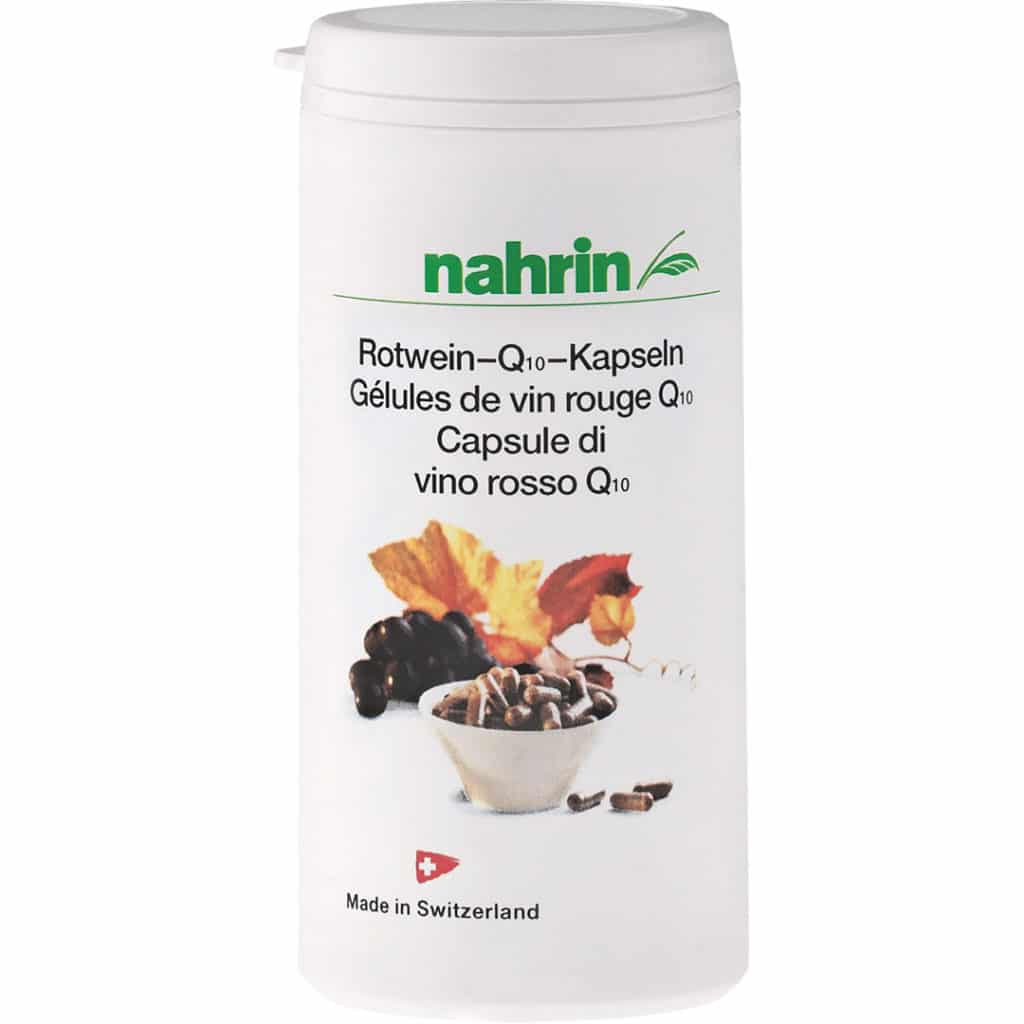 nahrin
Rotwein–Q10–Kapseln
Gélules de vin rouge Q10
Capsule di
vino rosso Q10
Made in Switzerland